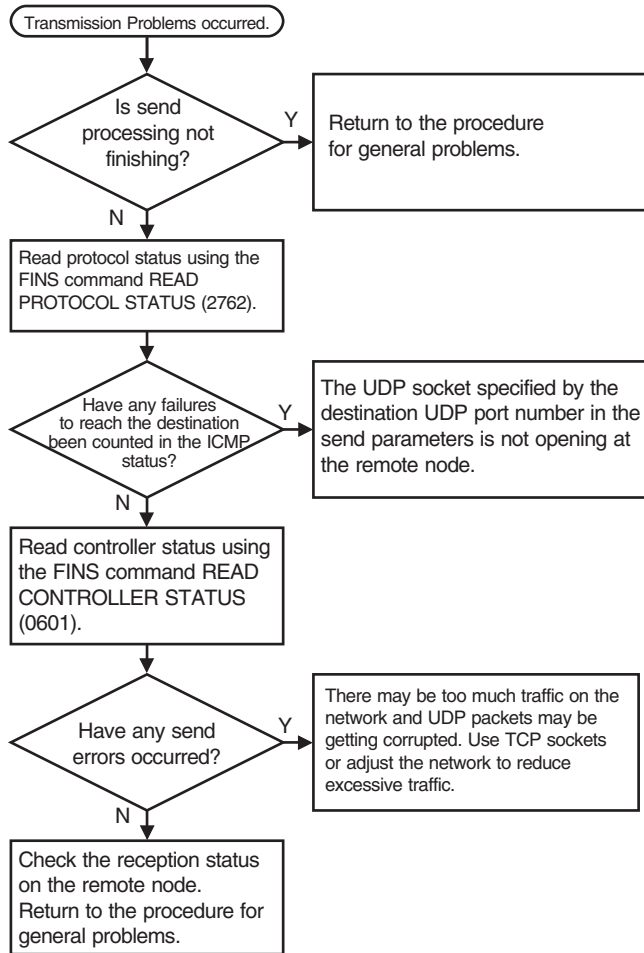 Transmission Problems occurred.
Is send
processing not
finishing?
Y
Return to the procedure
for general problems.
N
Read protocol status using the
FINS command READ
PROTOCOL STATUS (2762).
Have any failures
to reach the destination
been counted in the ICMP
status?
Y
The UDP socket specified by the
destination UDP port number in the
send parameters is not opening at
the remote node.
N
Read controller status using
the FINS command READ
CONTROLLER STATUS
(0601).
Have any send
errors occurred?
Y
There may be too much traffic on the
network and UDP packets may be
getting corrupted. Use TCP sockets
or adjust the network to reduce
excessive traffic.
N
Check the reception status
on the remote node.
Return to the procedure for
general problems.